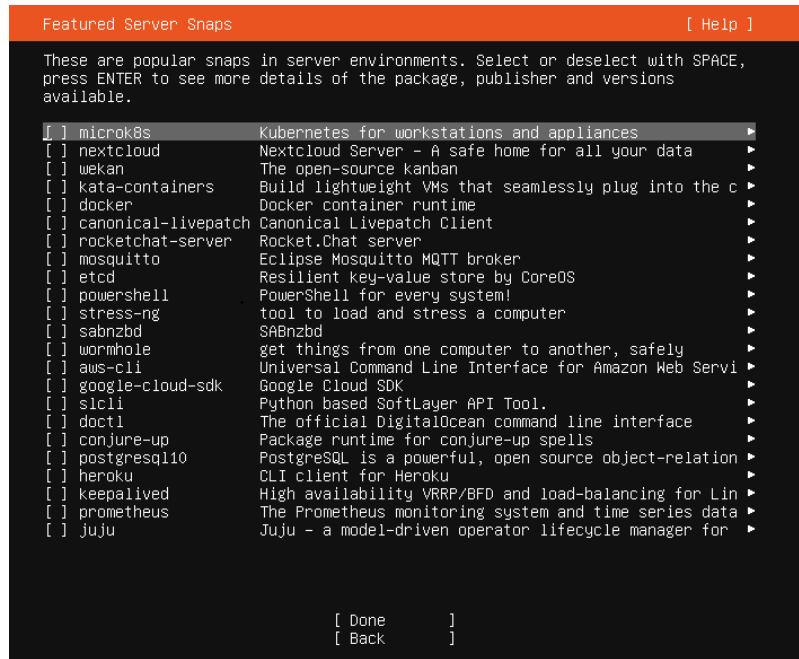 Featured Server Snaps [ Help ]
These are popular snaps in server environments. Select or deselect with SPACE,
press ENTER to see more details of the package, publisher and versions
available.
[ ] microk8s Kubernetes for workstations and appliances ▸
[ ] nextcloud Nextcloud Server – A safe home for all your data ▸
[ ] wekan The open-source kanban ▸
[ ] kata-containers Build lightweight VMs that seamlessly plug into the c ▸
[ ] docker Docker container runtime ▸
[ ] canonical-livepatch Canonical Livepatch Client ▸
[ ] rocketchat-server Rocket.Chat server ▸
[ ] mosquitto Eclipse Mosquitto MQTT broker ▸
[ ] etcd Resilient key-value store by CoreOS ▸
[ ] powershell PowerShell for every system! ▸
[ ] stress-ng tool to load and stress a computer ▸
[ ] sabnzbd SABnzbd ▸
[ ] wormhole get things from one computer to another, safely ▸
[ ] aws-cli Universal Command Line Interface for Amazon Web Servi ▸
[ ] google-cloud-sdk Google Cloud SDK ▸
[ ] slcli Python based SoftLayer API Tool. ▸
[ ] doctl The official DigitalOcean command line interface ▸
[ ] conjure-up Package runtime for conjure-up spells ▸
[ ] postgresql10 PostgreSQL is a powerful, open source object-relation ▸
[ ] heroku CLI client for Heroku ▸
[ ] keepalived High availability VRRP/BFD and load-balancing for Lin ▸
[ ] prometheus The Prometheus monitoring system and time series data ▸
[ ] juju Juju – a model-driven operator lifecycle manager for ▸
[ Done ]
[ Back ]